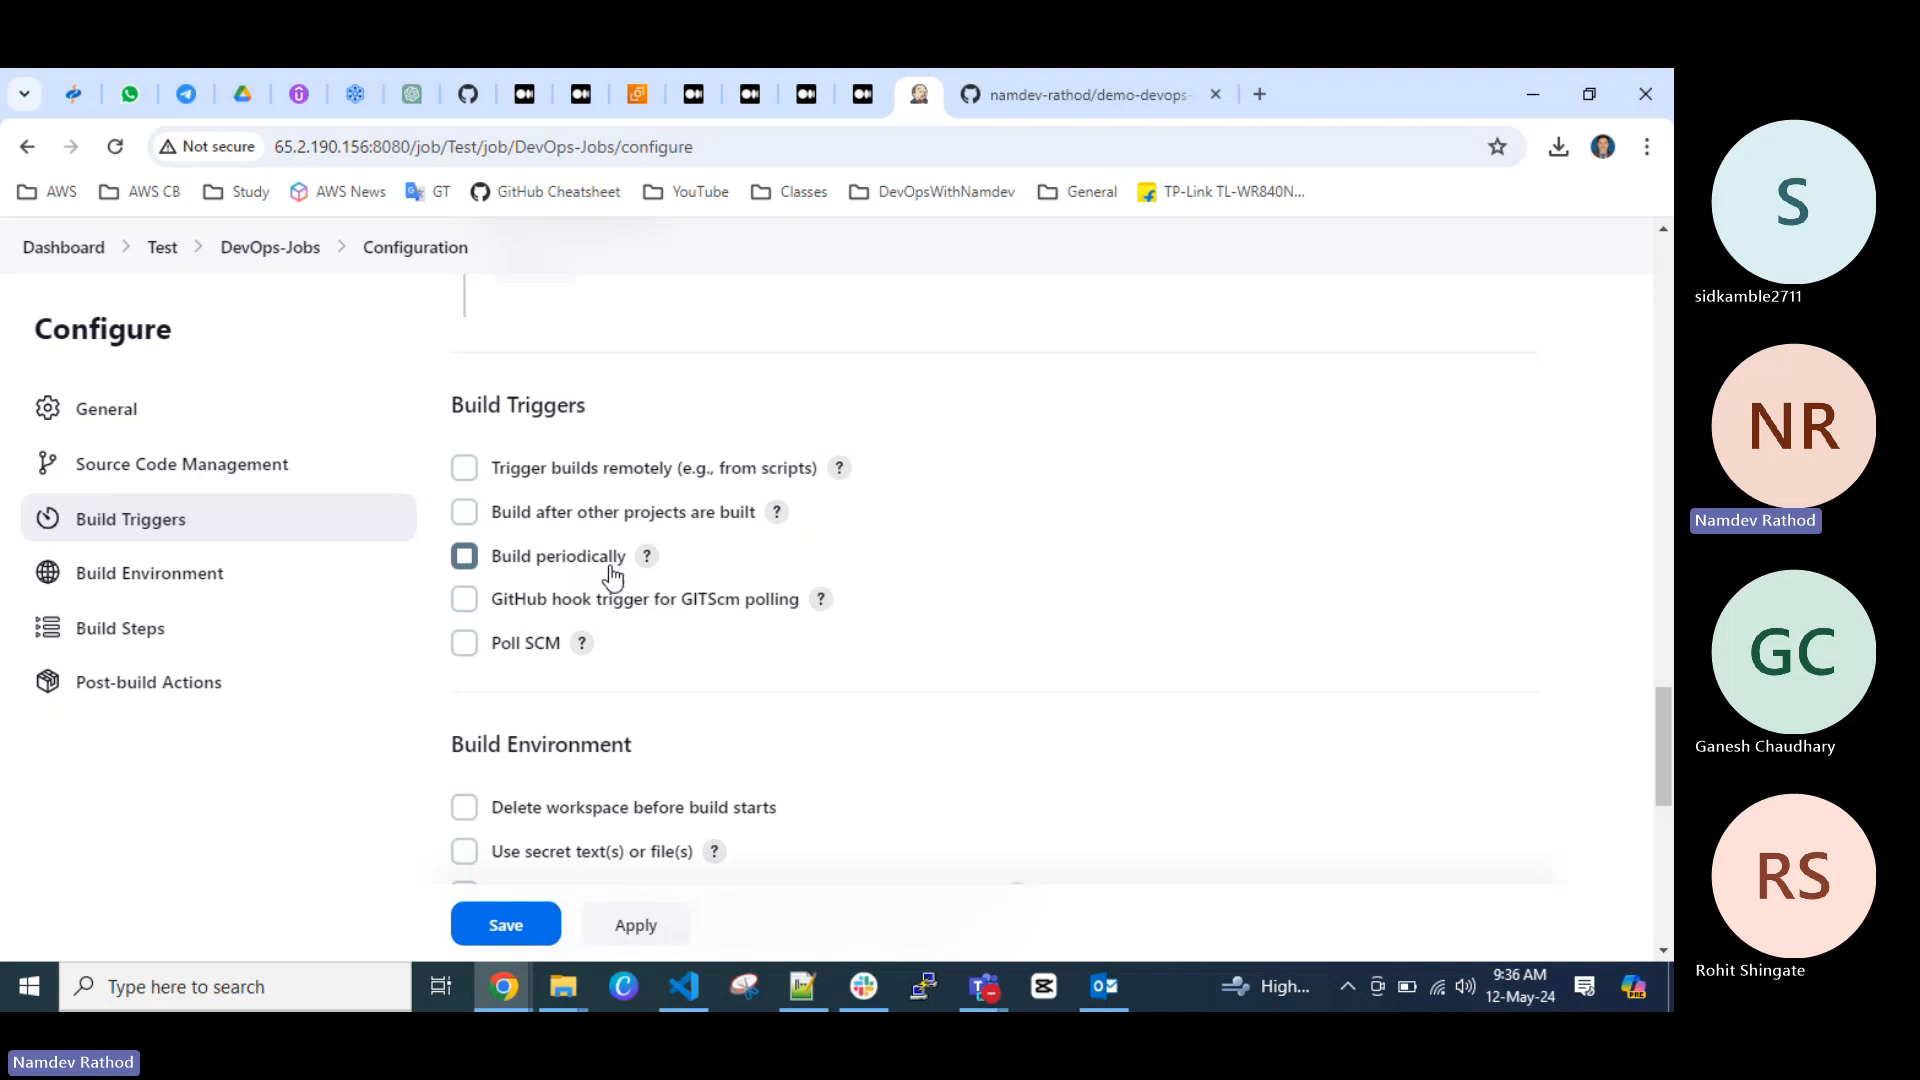 namdev-rathod/demo-devops-
Not secure
65.2.190.156:8080/job/Test/job/DevOps-Jobs/configure
AWS
AWS CB
Study
AWS News
GT
GitHub Cheatsheet
YouTube
Classes
DevOpsWithNamdev
General
TP-Link TL-WR840N...
Dashboard
Test
DevOps-Jobs
Configuration
Configure
General
Source Code Management
Build Triggers
Build Environment
Build Steps
Post-build Actions
Build Triggers
Trigger builds remotely (e.g., from scripts) ?
Build after other projects are built ?
Build periodically ?
GitHub hook trigger for GITScm polling ?
Poll SCM ?
Build Environment
Delete workspace before build starts
Use secret text(s) or file(s) ?
Save
Apply
Type here to search
High...
9:36 AM
12-May-24
S
sidkamble2711
NR
Namdev Rathod
GC
Ganesh Chaudhary
RS
Rohit Shingate
Namdev Rathod